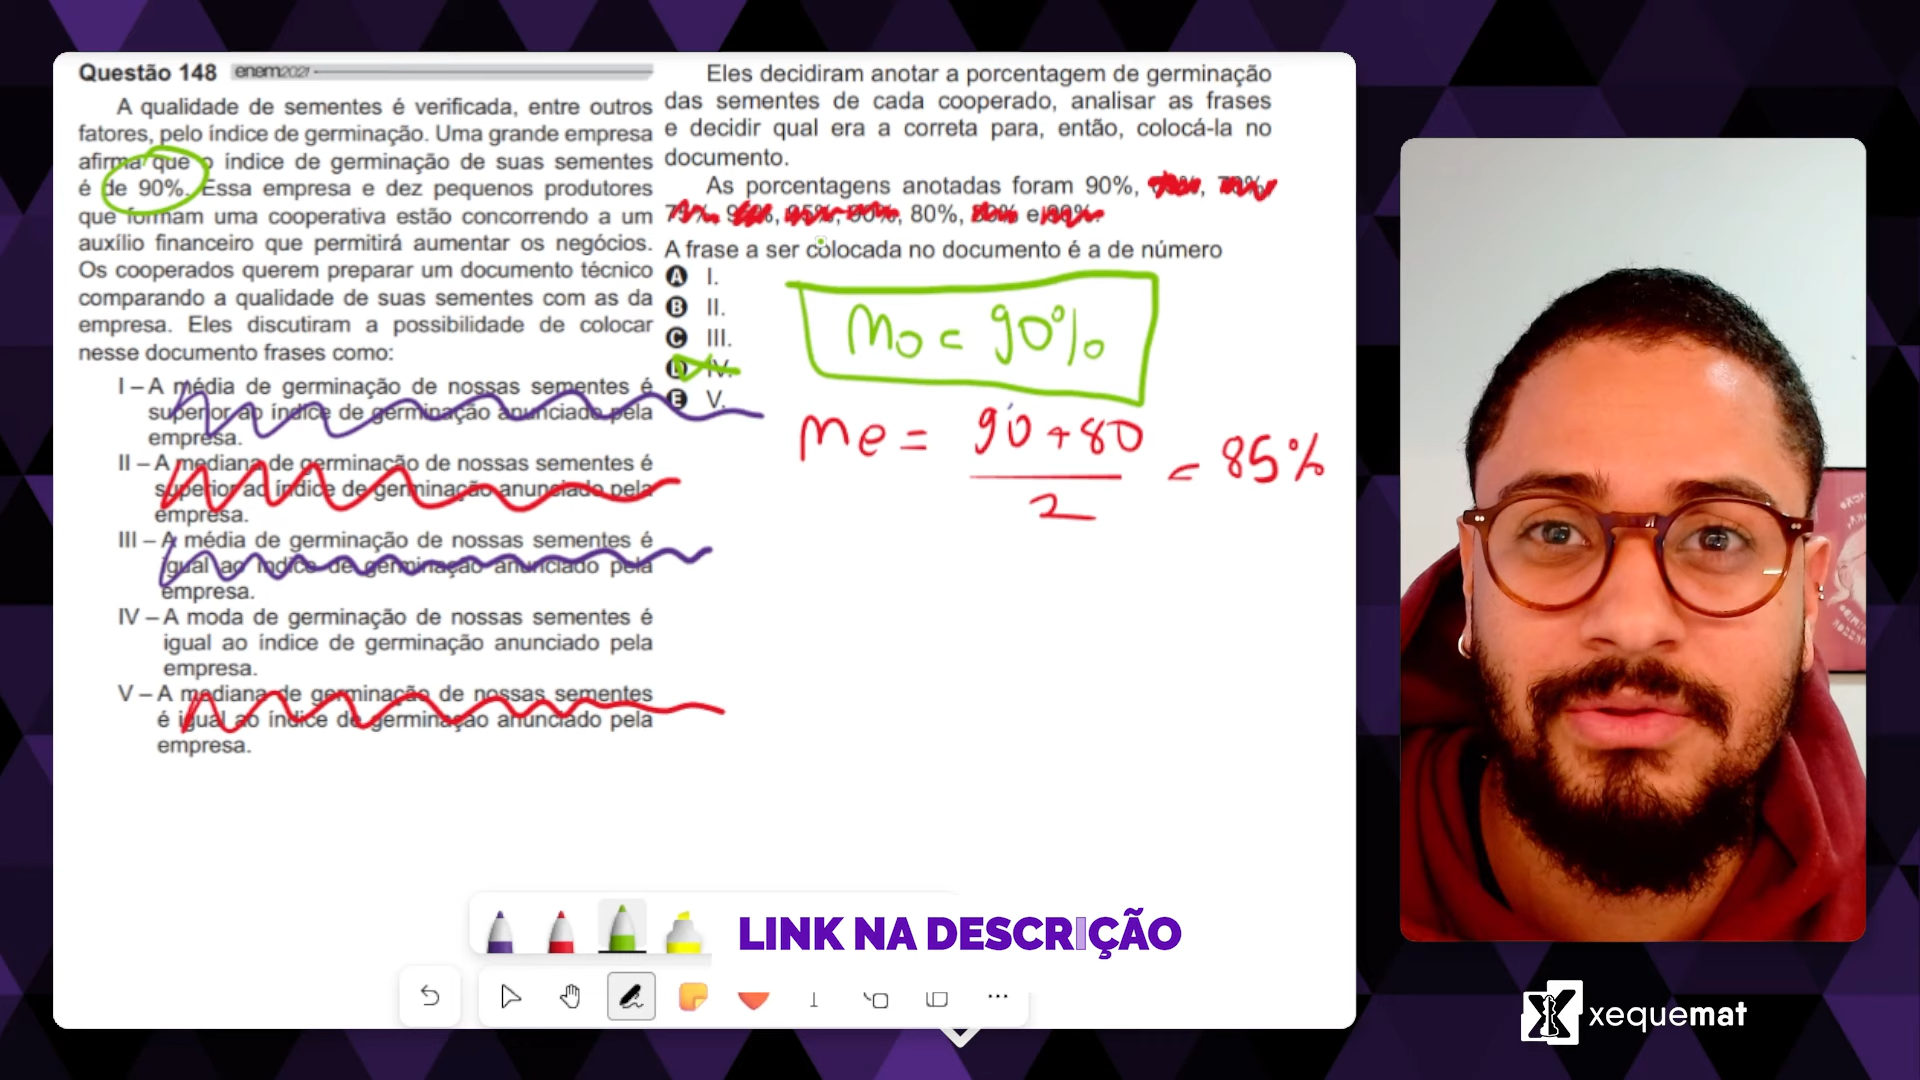 Questão 148 enem2021
A qualidade de sementes é verificada, entre outros
fatores, pelo índice de germinação. Uma grande empresa
afirma que o índice de germinação de suas sementes
é de 90%. Essa empresa e dez pequenos produtores
que formam uma cooperativa estão concorrendo a um
auxílio financeiro que permitirá aumentar os negócios.
Os cooperados querem preparar um documento técnico
comparando a qualidade de suas sementes com as da
empresa. Eles discutiram a possibilidade de colocar
nesse documento frases como:
I – A média de germinação de nossas sementes é
superior ao índice de germinação anunciado pela
empresa.
II – A mediana de germinação de nossas sementes é
superior ao índice de germinação anunciado pela
empresa.
III – A média de germinação de nossas sementes é
igual ao índice de germinação anunciado pela
empresa.
IV – A moda de germinação de nossas sementes é
igual ao índice de germinação anunciado pela
empresa.
V – A mediana de germinação de nossas sementes
é igual ao índice de germinação anunciado pela
empresa.
Eles decidiram anotar a porcentagem de germinação
das sementes de cada cooperado, analisar as frases
e decidir qual era a correta para, então, colocá-la no
documento.
As porcentagens anotadas foram 90%,
80%, e
A frase a ser colocada no documento é a de número
A I.
B II.
C III.
D IV.
E V.
Mo = 90%
Me = 90 + 80 / 2 = 85%
LINK NA DESCRIÇÃO
xequemat